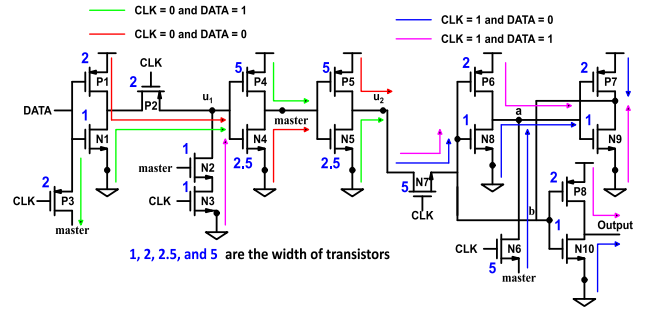 CLK = 0 and DATA = 1
CLK = 0 and DATA = 0
CLK = 1 and DATA = 0
CLK = 1 and DATA = 1
2 P1
CLK
2
P2
DATA
1
N1
2
CLK P3
master
u1
5
P4
master
2,5
N4
5
P5
2,5
N5
u2
1
master N2
1
CLK N3
5 N7
CLK
2
P6
1
N8
a
2
P7
1
N9
b
2
P8
1
N10
Output
CLK N6
5
master
1, 2, 2.5, and 5 are the width of transistors